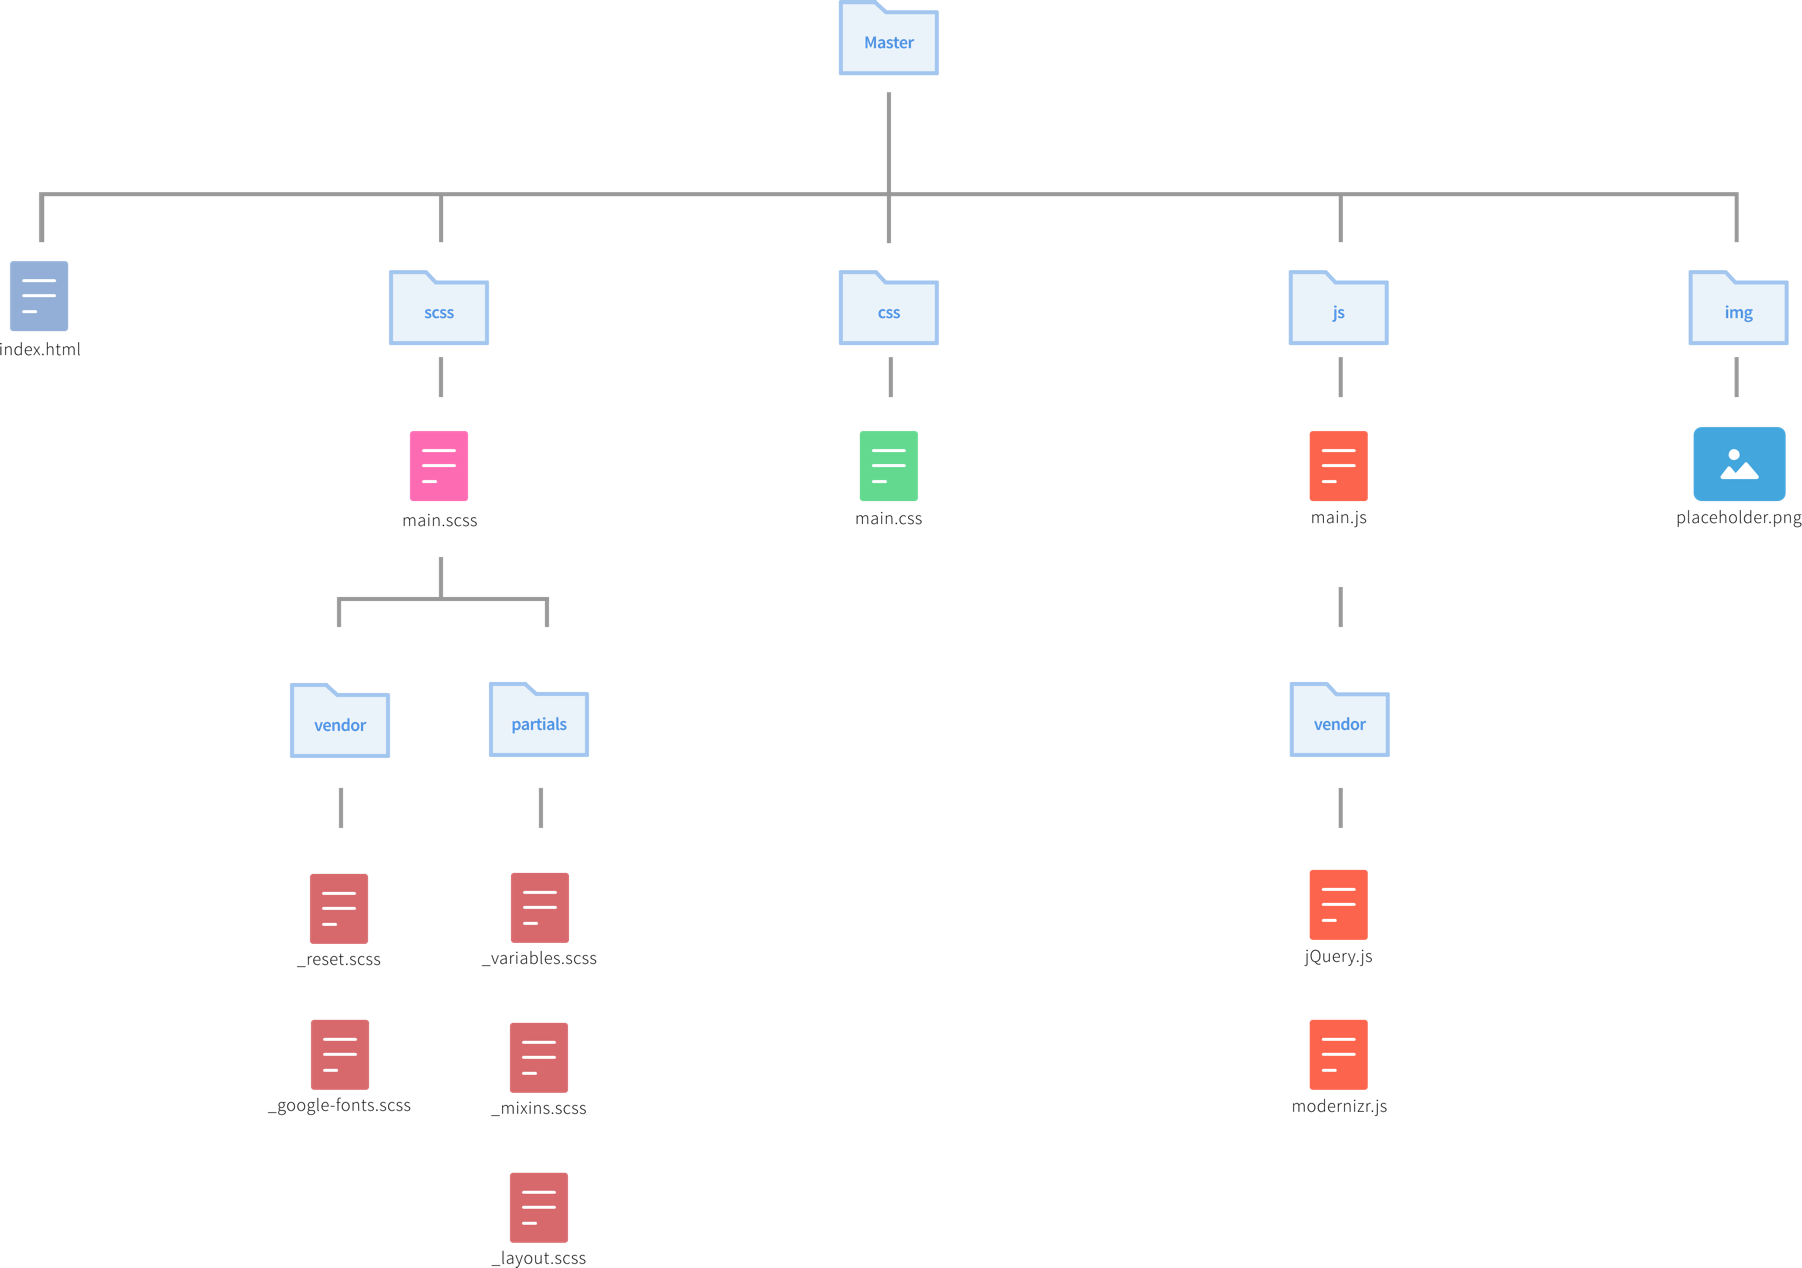 Master
index.html
scss
css
js
img
main.scss
main.css
main.js
placeholder.png
vendor
partials
vendor
_reset.scss
_variables.scss
jQuery.js
_google-fonts.scss
_mixins.scss
modernizr.js
_layout.scss